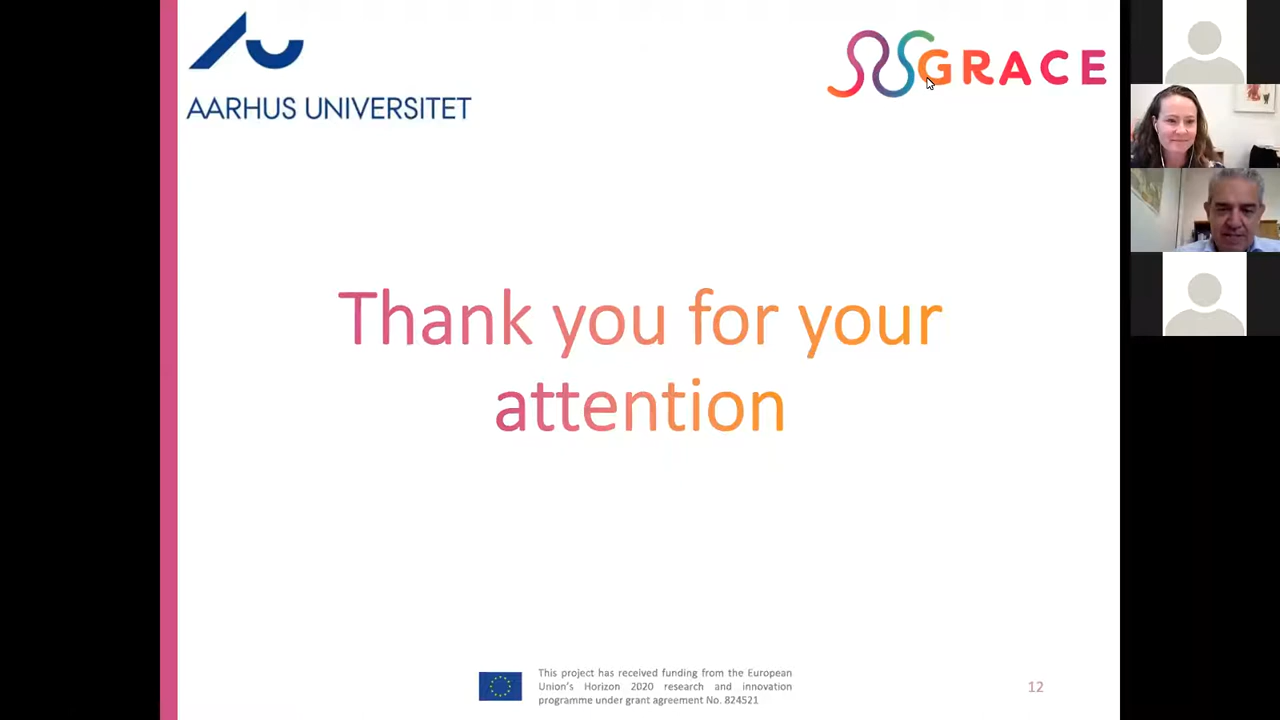 AARHUS UNIVERSITET
GRACE
Thank you for your
attention
This project has received funding from the European
Union's Horizon 2020 research and innovation
programme under grant agreement No. 824521
12